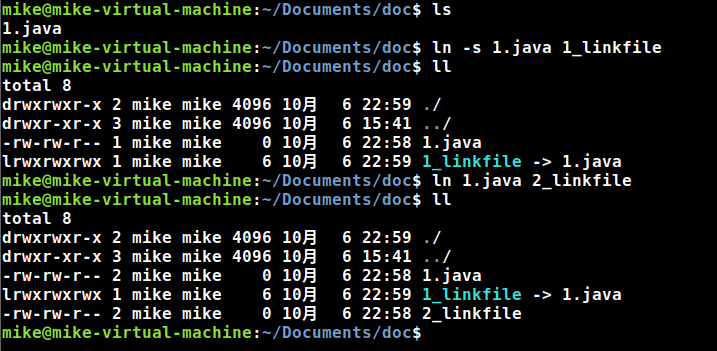 mike@mike-virtual-machine:~/Documents/doc$ ls
1.java
mike@mike-virtual-machine:~/Documents/doc$ ln -s 1.java 1_linkfile
mike@mike-virtual-machine:~/Documents/doc$ ll
total 8
drwxrwxr-x 2 mike mike 4096 10月  6 22:59 ./
drwxr-xr-x 3 mike mike 4096 10月  6 15:41 ../
-rw-rw-r-- 1 mike mike    0 10月  6 22:58 1.java
lrwxrwxrwx 1 mike mike    6 10月  6 22:59 1_linkfile -> 1.java
mike@mike-virtual-machine:~/Documents/doc$ ln 1.java 2_linkfile
mike@mike-virtual-machine:~/Documents/doc$ ll
total 8
drwxrwxr-x 2 mike mike 4096 10月  6 22:59 ./
drwxr-xr-x 3 mike mike 4096 10月  6 15:41 ../
-rw-rw-r-- 2 mike mike    0 10月  6 22:58 1.java
lrwxrwxrwx 1 mike mike    6 10月  6 22:59 1_linkfile -> 1.java
-rw-rw-r-- 2 mike mike    0 10月  6 22:58 2_linkfile
mike@mike-virtual-machine:~/Documents/doc$